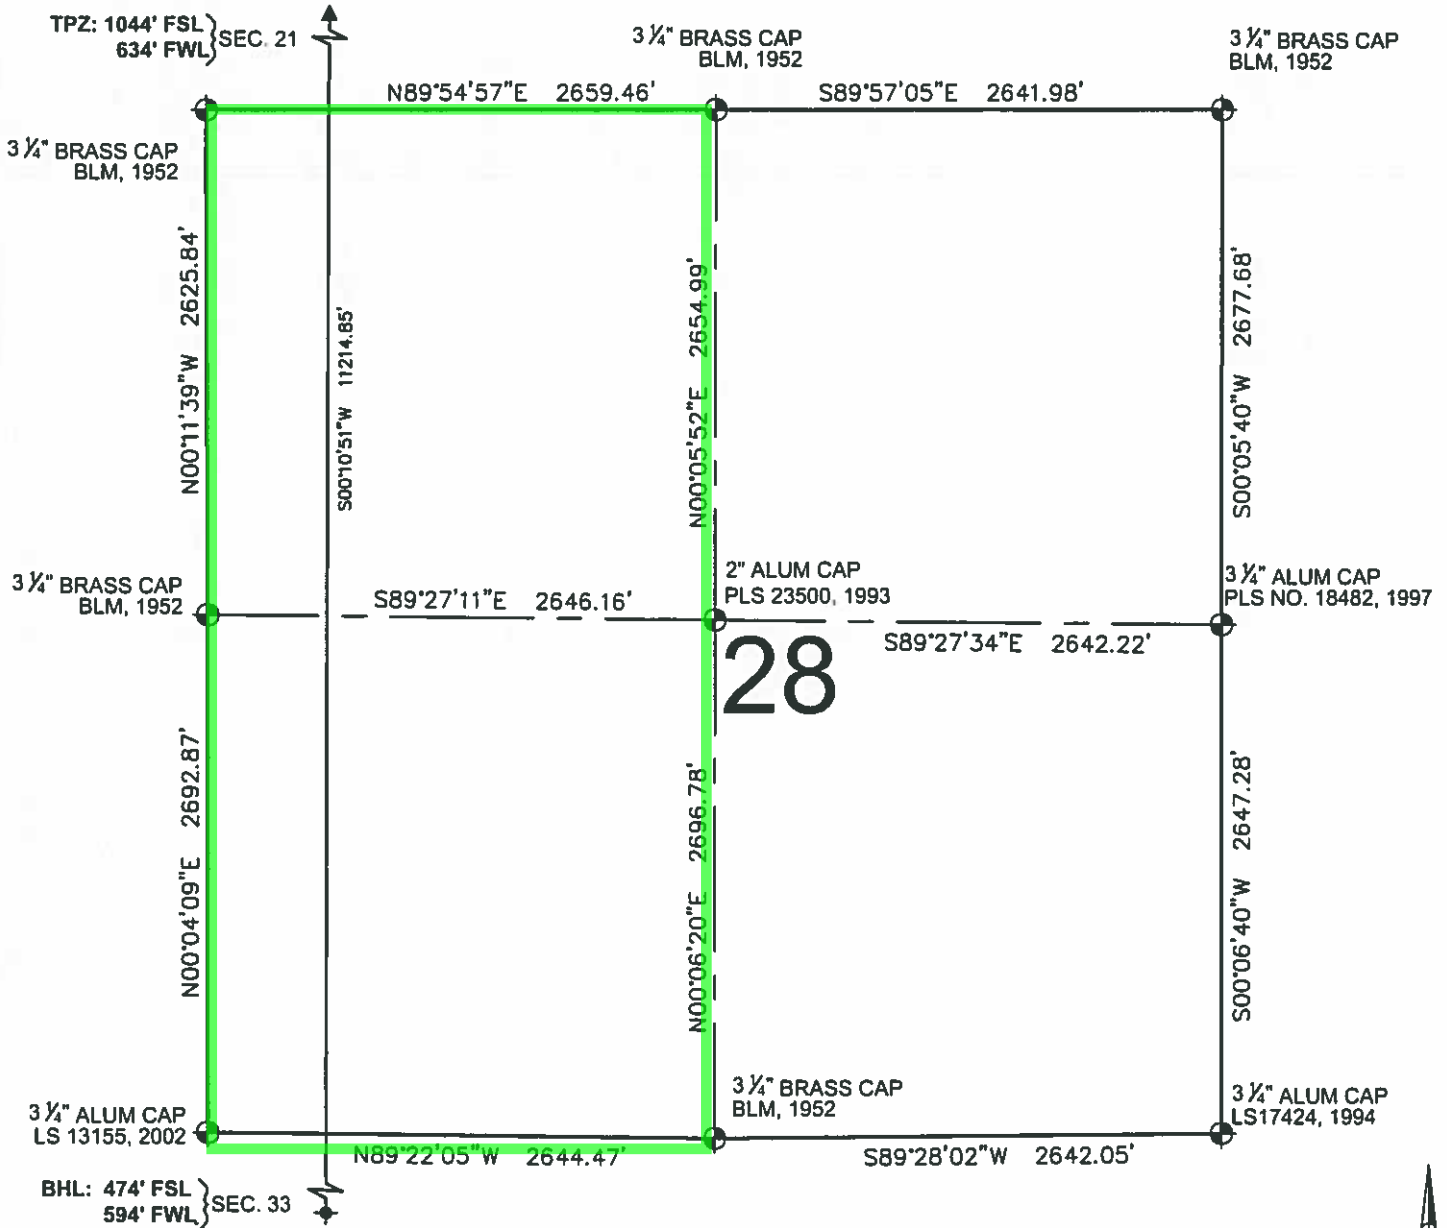 TPZ: 1044' FSL
634' FWL
SEC. 21
3 ¼" BRASS CAP
BLM, 1952
3 ¼" BRASS CAP
BLM, 1952
N89°54'57"E 2659.46'
S89°57'05"E 2641.98'
3 ¼" BRASS CAP
BLM, 1952
N00°11'39"W 2625.84'
S00°10'51"W 11214.85'
N00°05'52"E 2654.99'
S00°05'40"W 2677.68'
3 ¼" BRASS CAP
BLM, 1952
S89°27'11"E 2646.16'
2" ALUM CAP
PLS 23500, 1993
3 ¼" ALUM CAP
PLS NO. 18482, 1997
S89°27'34"E 2642.22'
28
N00°04'09"E 2692.87'
N00°06'20"E 2696.78'
S00°06'40"W 2647.28'
3 ¼" ALUM CAP
LS 13155, 2002
3 ¼" BRASS CAP
BLM, 1952
3 ¼" ALUM CAP
LS17424, 1994
N89°22'05"W 2644.47'
S89°28'02"W 2642.05'
BHL: 474' FSL
594' FWL
SEC. 33